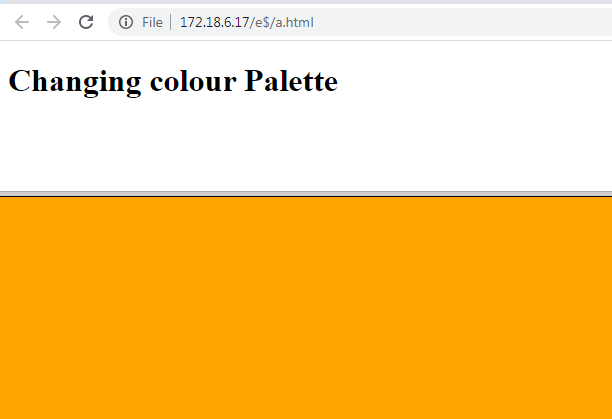 File 172.18.6.17/e$/a.html
Changing colour Palette